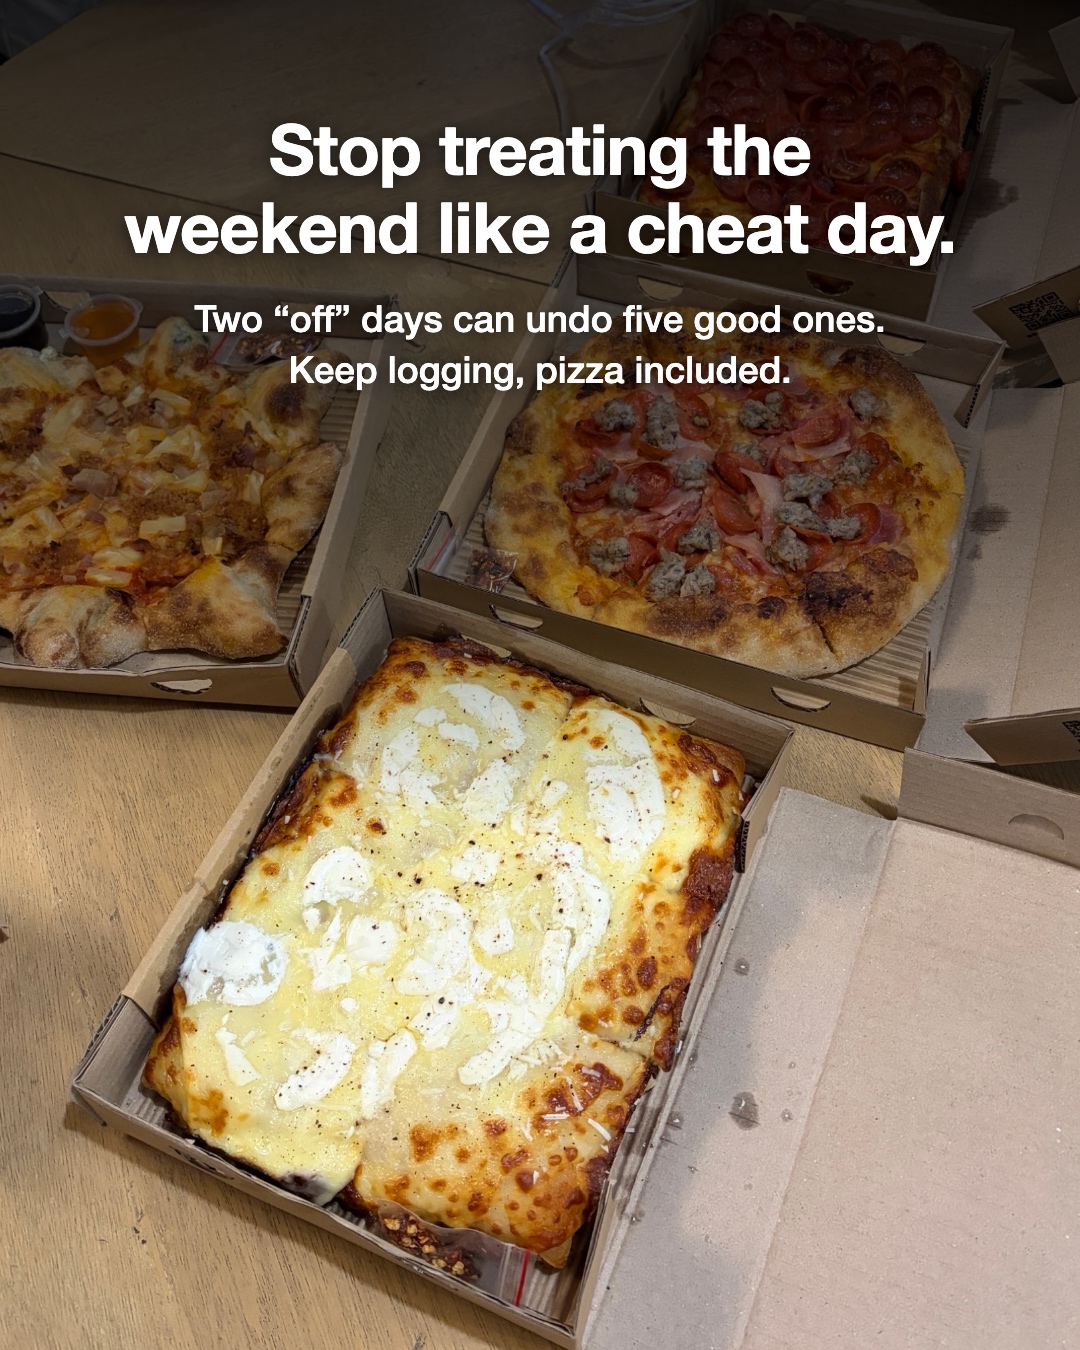 Stop treating the
weekend like a cheat day.
Two “off” days can undo five good ones.
Keep logging, pizza included.